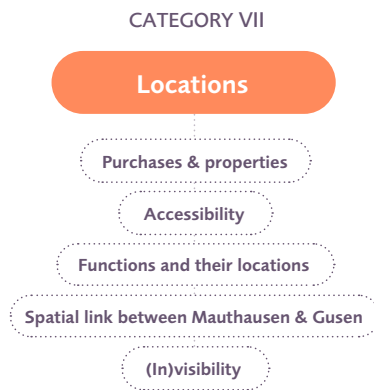 CATEGORY VII
Locations
Purchases & properties
Accessibility
Functions and their locations
Spatial link between Mauthausen & Gusen
(In)visibility